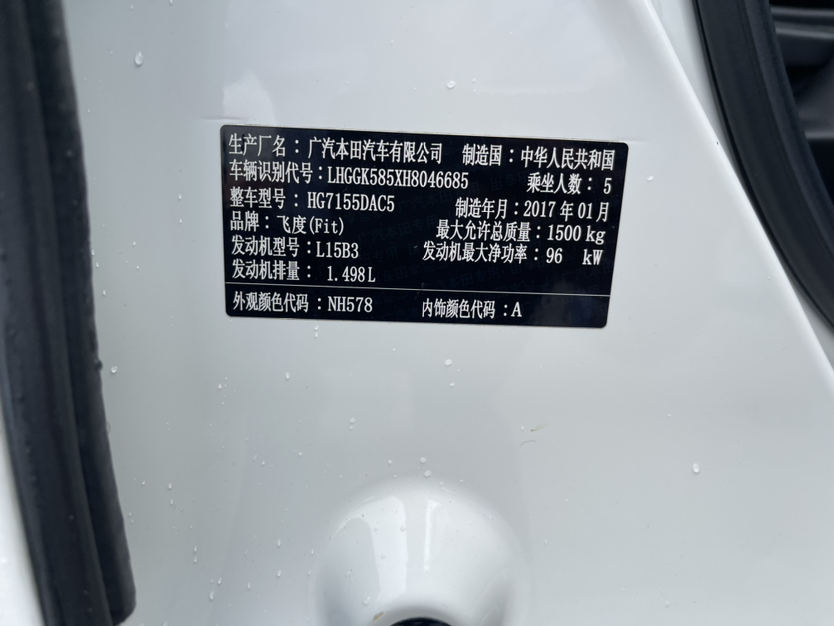 生产厂名：广汽本田汽车有限公司 制造国：中华人民共和国
车辆识别代号：LHGGK585XH8046685 乘坐人数：5
整车型号：HG7155DAC5 制造年月：2017年01月
品牌：飞度(Fit) 最大允许总质量：1500 kg
发动机型号：L15B3 发动机最大净功率：96 kW
发动机排量：1.498L
外观颜色代码：NH578 内饰颜色代码：A